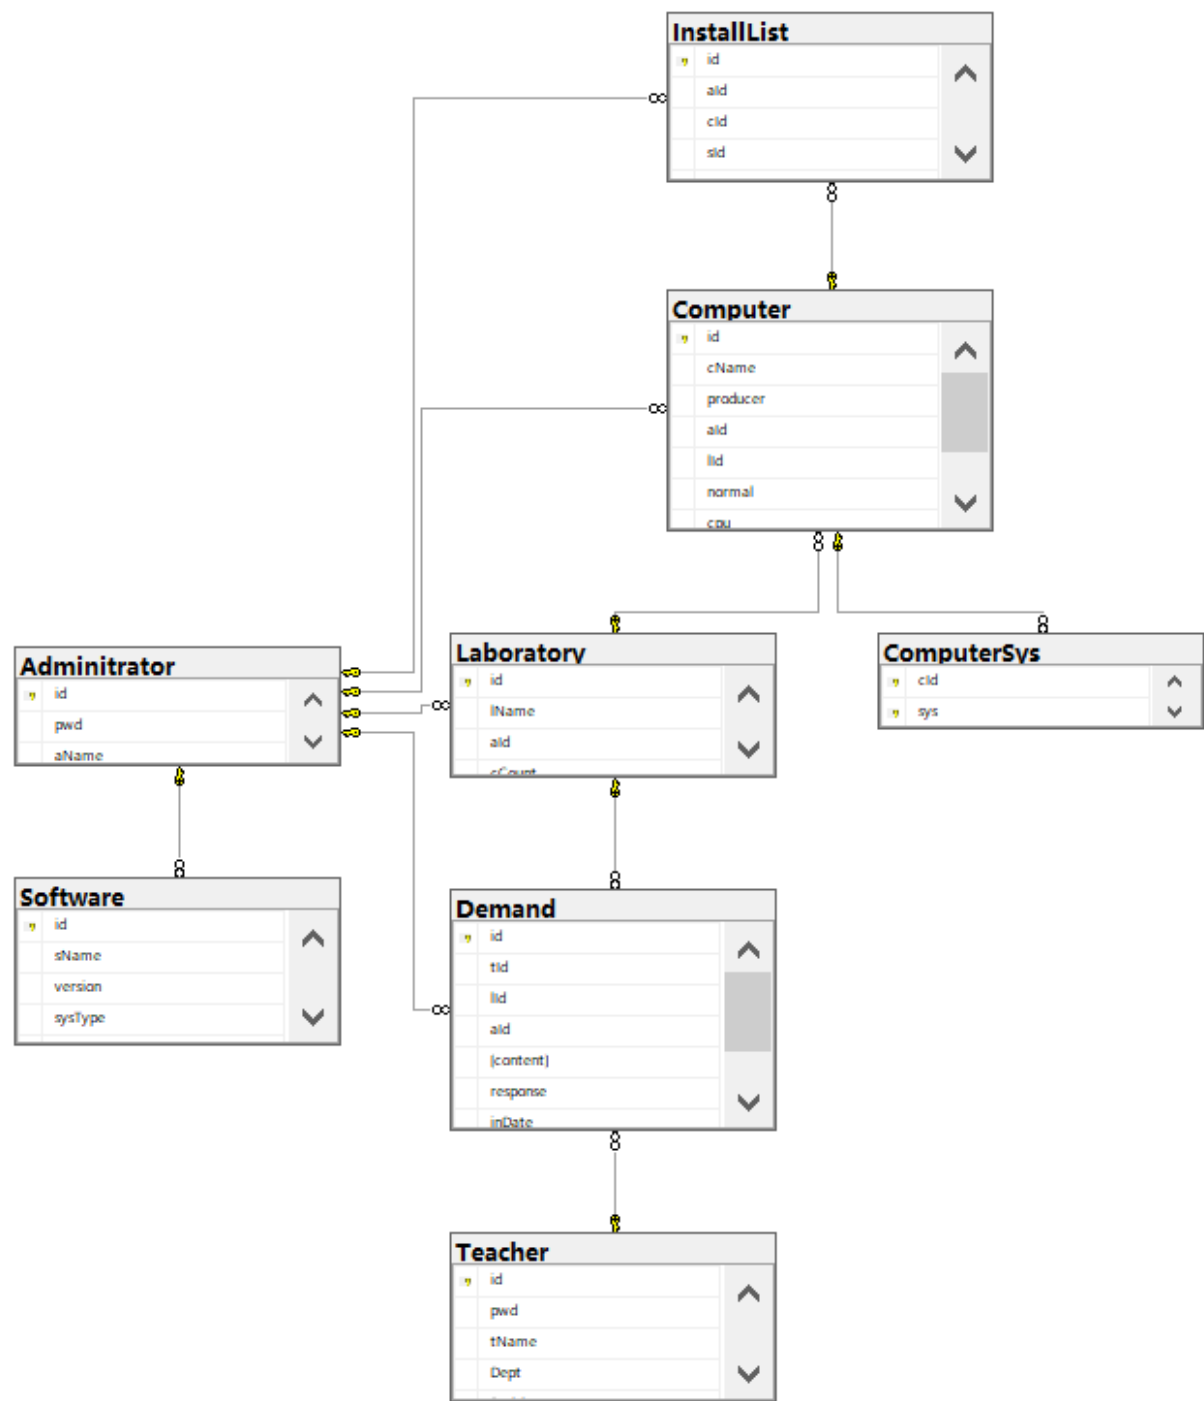 InstallList
id
aId
cId
sId
Computer
id
cName
producer
aId
lId
normal
cpu
Adminitrator
id
pwd
aName
Laboratory
id
lName
aId
cCount
ComputerSys
cId
sys
Software
id
sName
version
sysType
Demand
id
tId
lId
aId
[content]
response
inDate
Teacher
id
pwd
tName
Dept